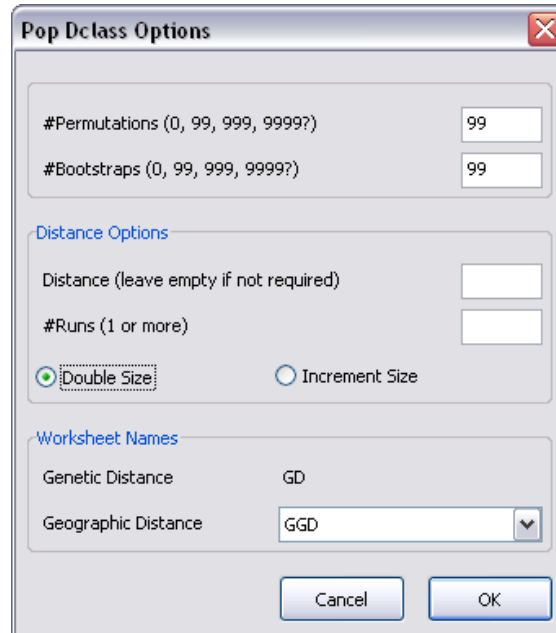 Pop Dclass Options
#Permutations (0, 99, 999, 9999?) 99
#Bootstraps (0, 99, 999, 9999?) 99
Distance Options
Distance (leave empty if not required)
#Runs (1 or more)
Double Size Increment Size
Worksheet Names
Genetic Distance GD
Geographic Distance GGD
Cancel OK